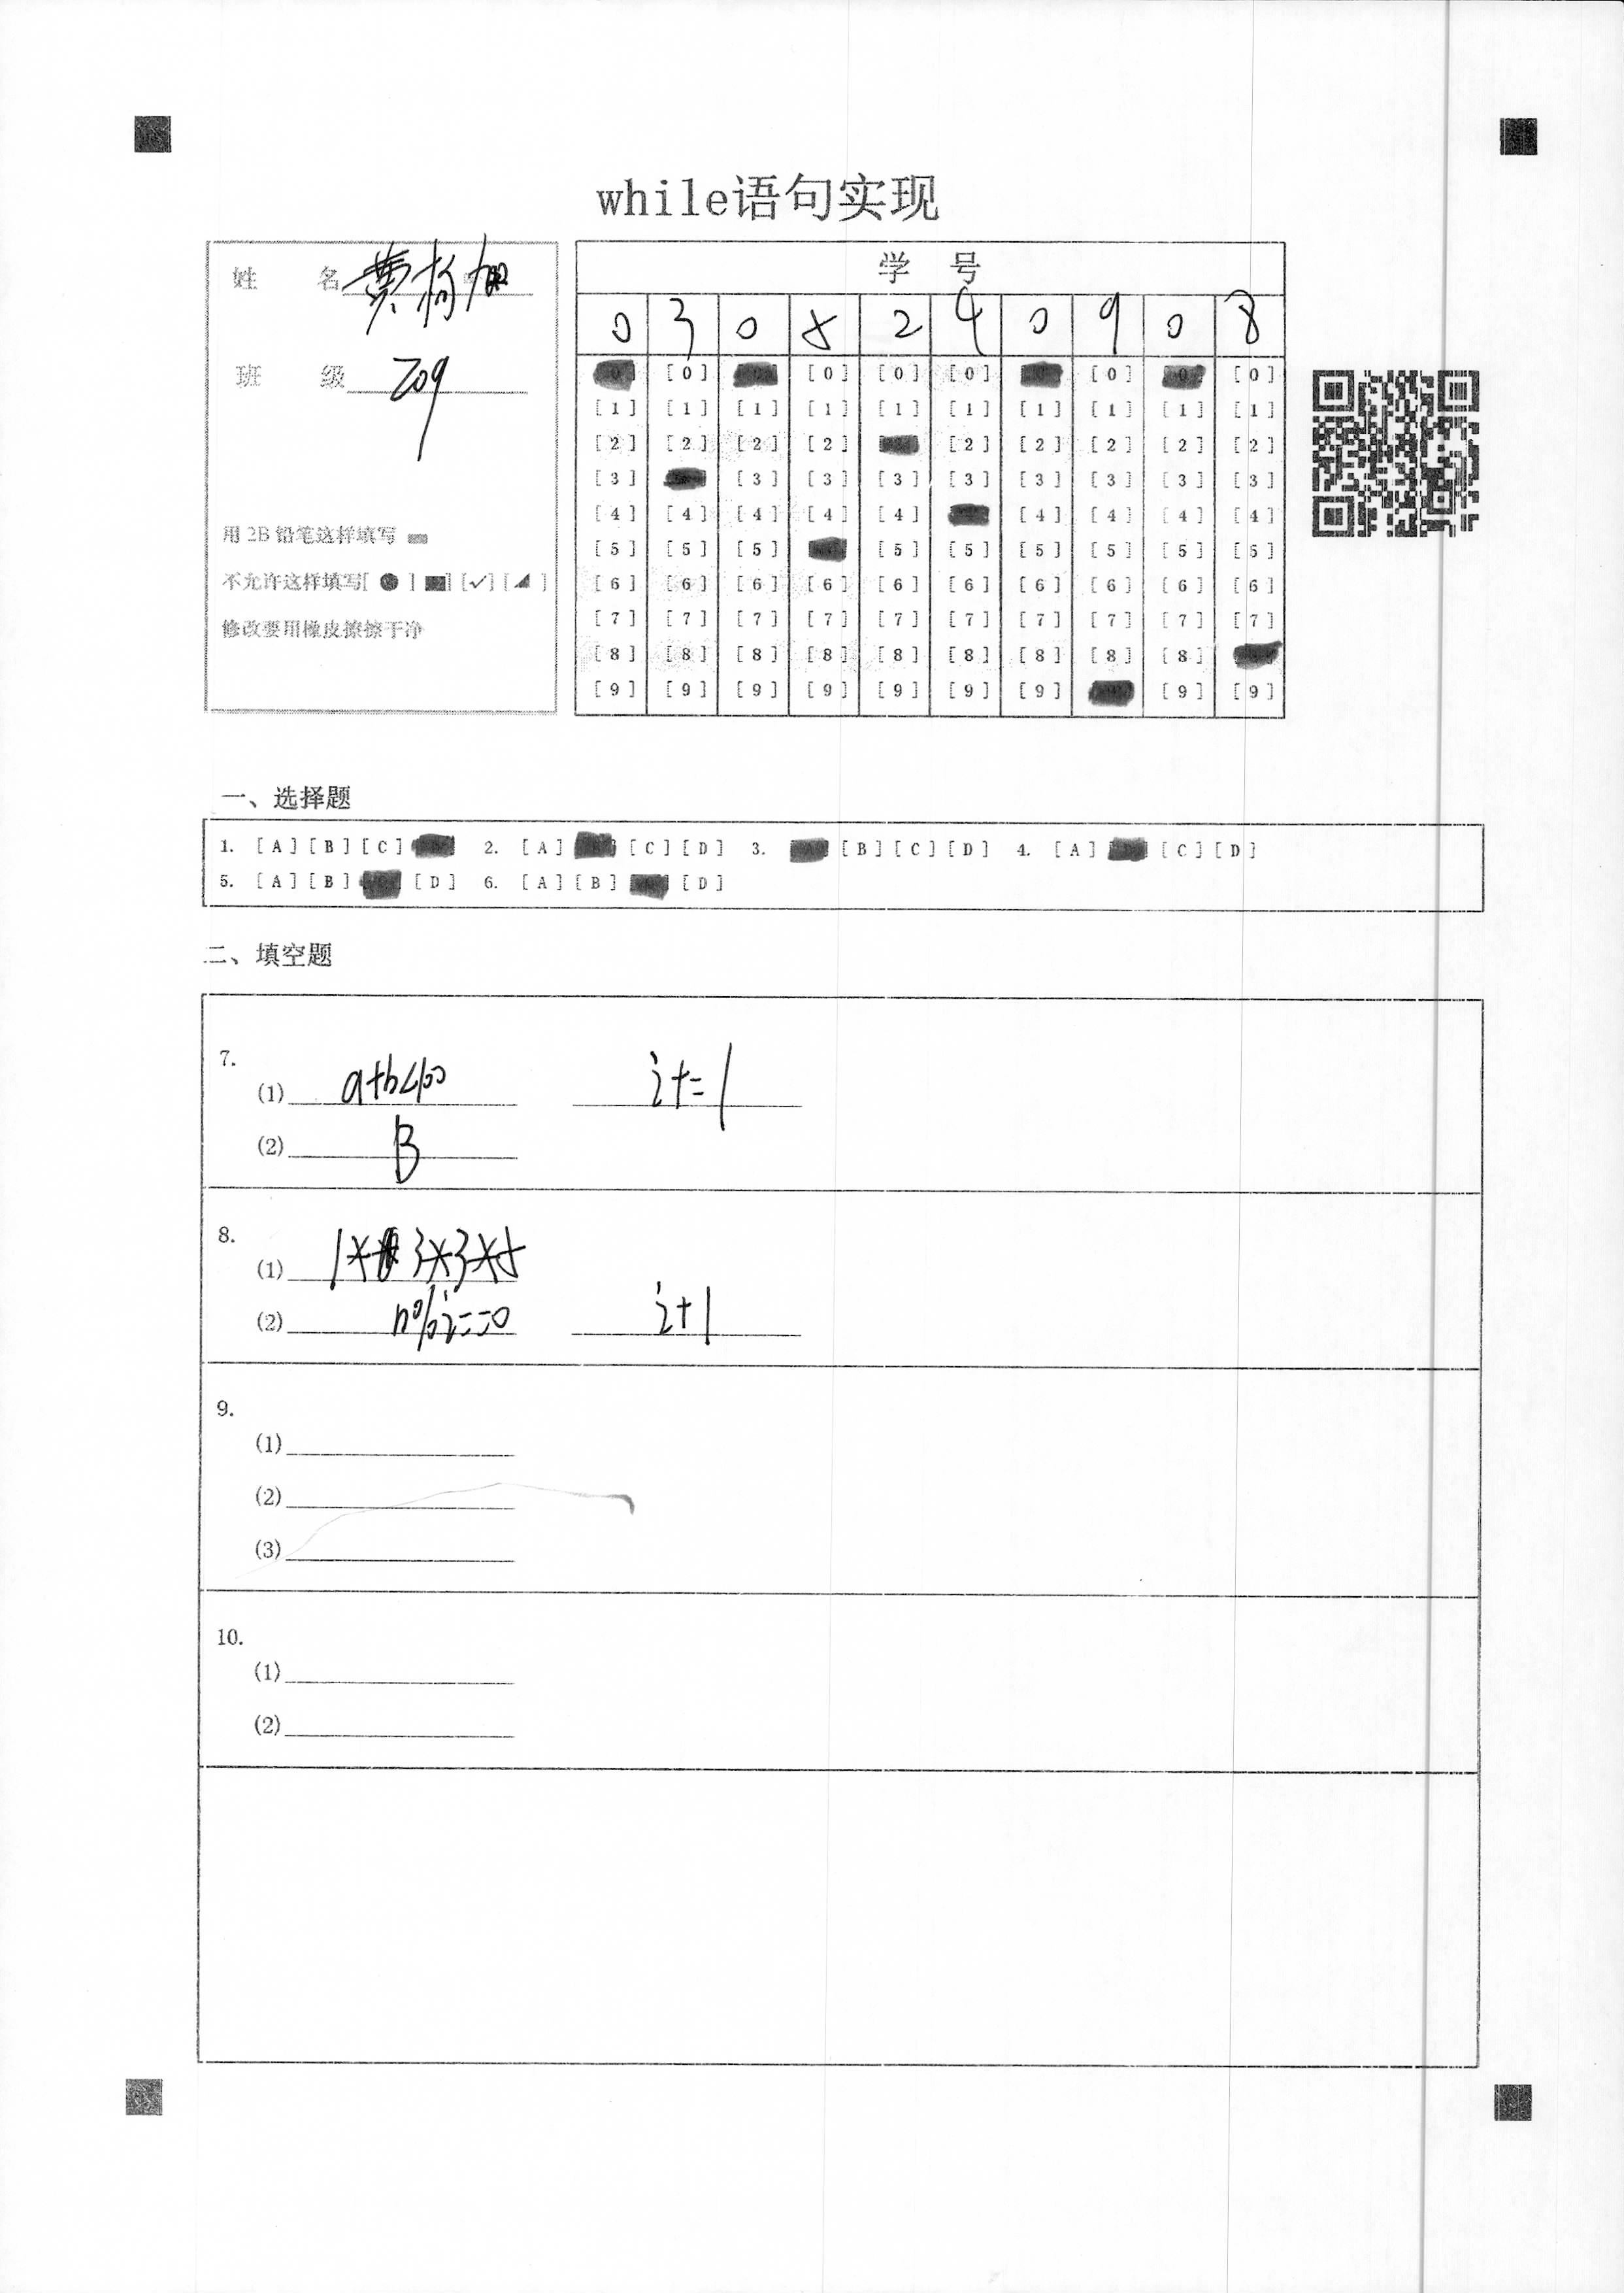 while语句实现
姓 名 黄
班 级 209
用 2B 铅笔这样填写
不允许这样填写[ ● ] [■] [✓] [◢ ]
修改要用橡皮擦擦干净
学 号
0 3 0 5 2 4 0 9 0 8
[0] [0] [0] [0] [0] [0] [0] [0] [0] [0]
[1] [1] [1] [1] [1] [1] [1] [1] [1] [1]
[2] [2] [2] [2] [2] [2] [2] [2] [2]
[3] [3] [3] [3] [3] [3] [3] [3] [3]
[4] [4] [4] [4] [4] [4] [4] [4] [4]
[5] [5] [5] [5] [5] [5] [5] [5] [5]
[6] [6] [6] [6] [6] [6] [6] [6] [6] [6]
[7] [7] [7] [7] [7] [7] [7] [7] [7] [7]
[8] [8] [8] [8] [8] [8] [8] [8] [8]
[9] [9] [9] [9] [9] [9] [9] [9] [9]
一、选择题
1. [A] [B] [C] 2. [A] [C] [D] 3. [B] [C] [D] 4. [A] [C] [D]
5. [A] [B] [D] 6. [A] [B] [D]
二、填空题
7.
(1) a+b<100 i+=1
(2) B
8.
(1) 1*3*3*5
(2) n%i==0 i+1
9.
(1)
(2)
(3)
10.
(1)
(2)